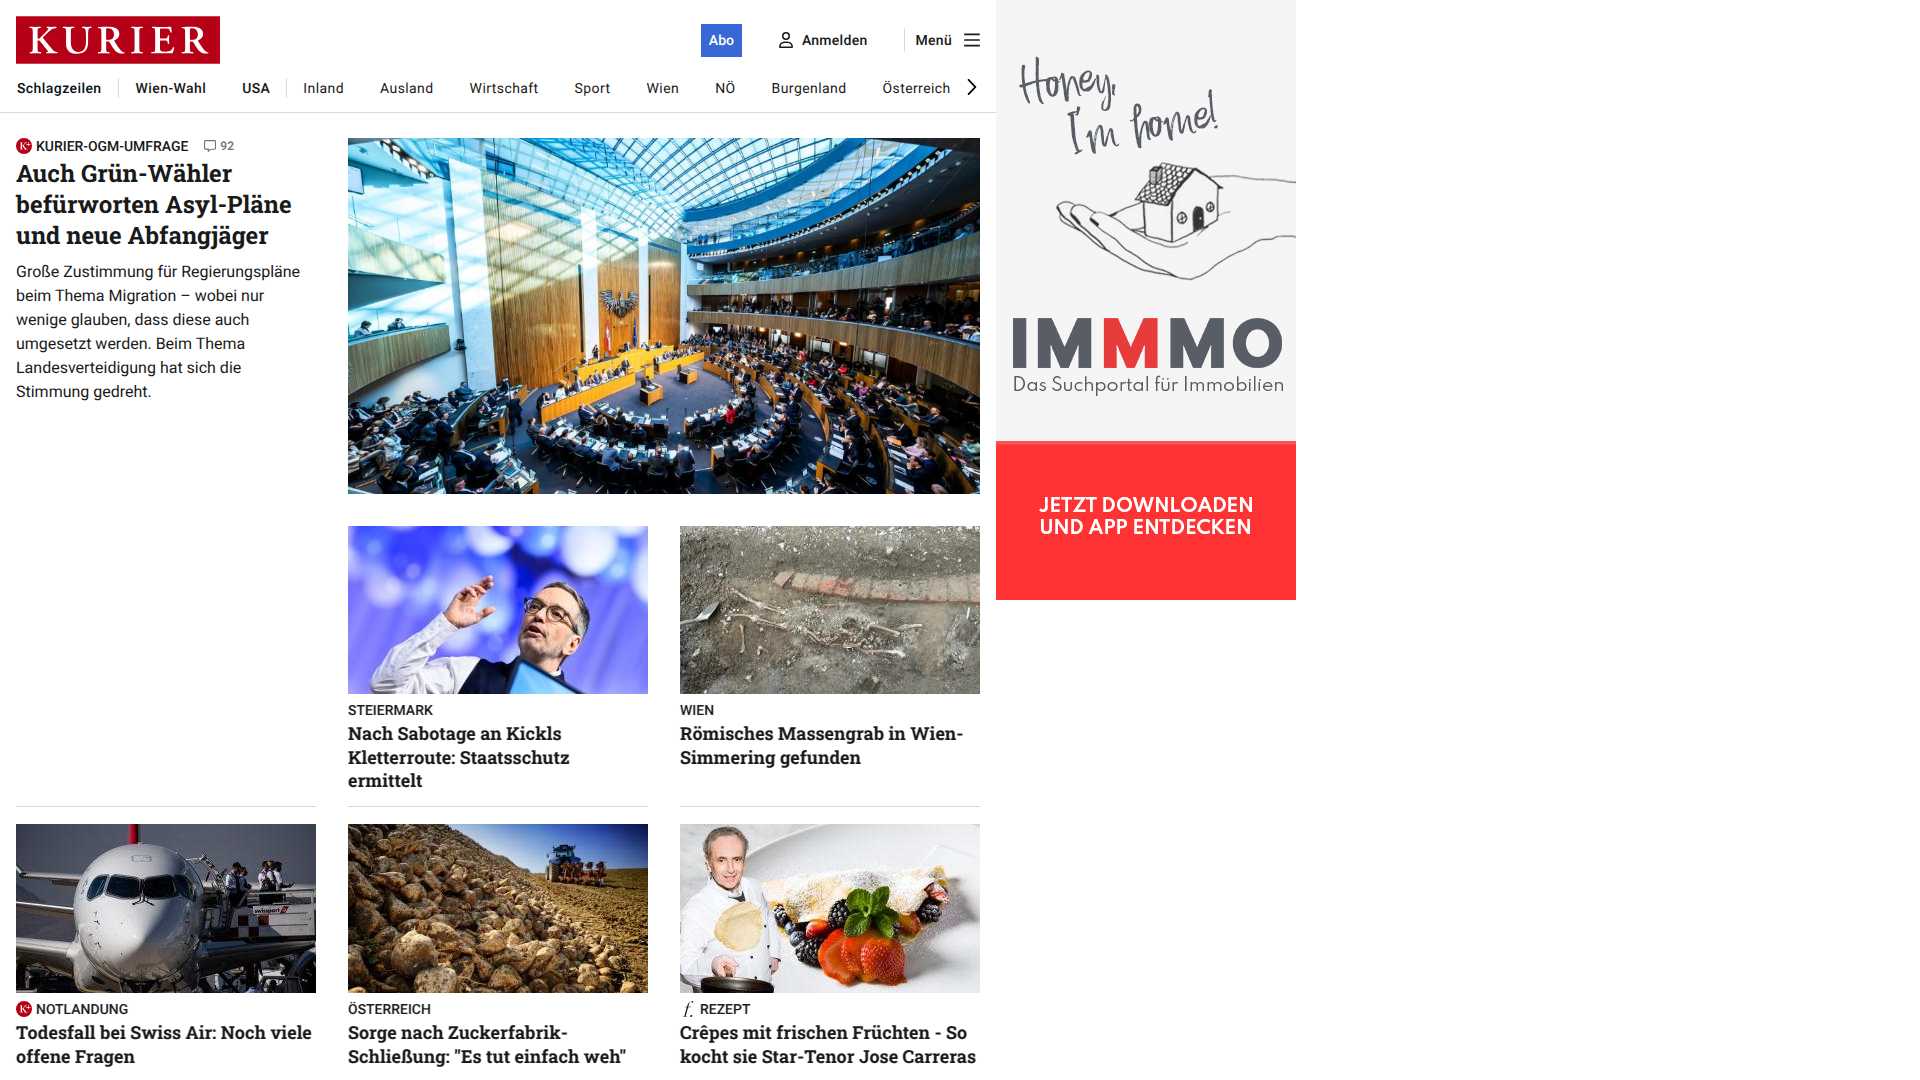 KURIER
Abo
Anmelden
Menü
Schlagzeilen
Wien-Wahl
USA
Inland
Ausland
Wirtschaft
Sport
Wien
NÖ
Burgenland
Österreich
KURIER-OGM-UMFRAGE 92
Auch Grün-Wähler
befürworten Asyl-Pläne
und neue Abfangjäger
Große Zustimmung für Regierungspläne
beim Thema Migration – wobei nur
wenige glauben, dass diese auch
umgesetzt werden. Beim Thema
Landesverteidigung hat sich die
Stimmung gedreht.
STEIERMARK
Nach Sabotage an Kickls
Kletterroute: Staatsschutz
ermittelt
WIEN
Römisches Massengrab in Wien-
Simmering gefunden
swissport
NOTLANDUNG
Todesfall bei Swiss Air: Noch viele
offene Fragen
ÖSTERREICH
Sorge nach Zuckerfabrik-
Schließung: "Es tut einfach weh"
f. REZEPT
Crêpes mit frischen Früchten - So
kocht sie Star-Tenor Jose Carreras
Honey,
I'm home!
IMMMO
Das Suchportal für Immobilien
JETZT DOWNLOADEN
UND APP ENTDECKEN